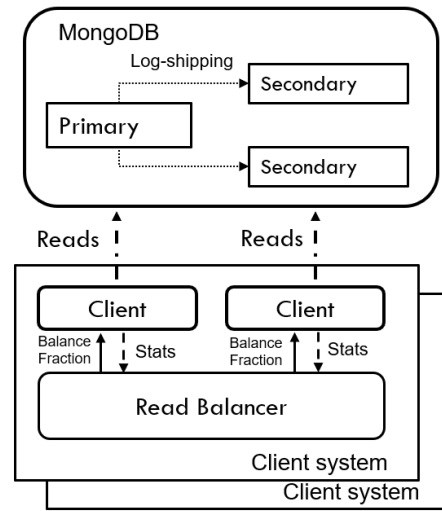 MongoDB
Log-shipping
Secondary
Primary
Secondary
Reads
Reads
Client
Client
Balance
Fraction
Stats
Balance
Fraction
Stats
Read Balancer
Client system
Client system